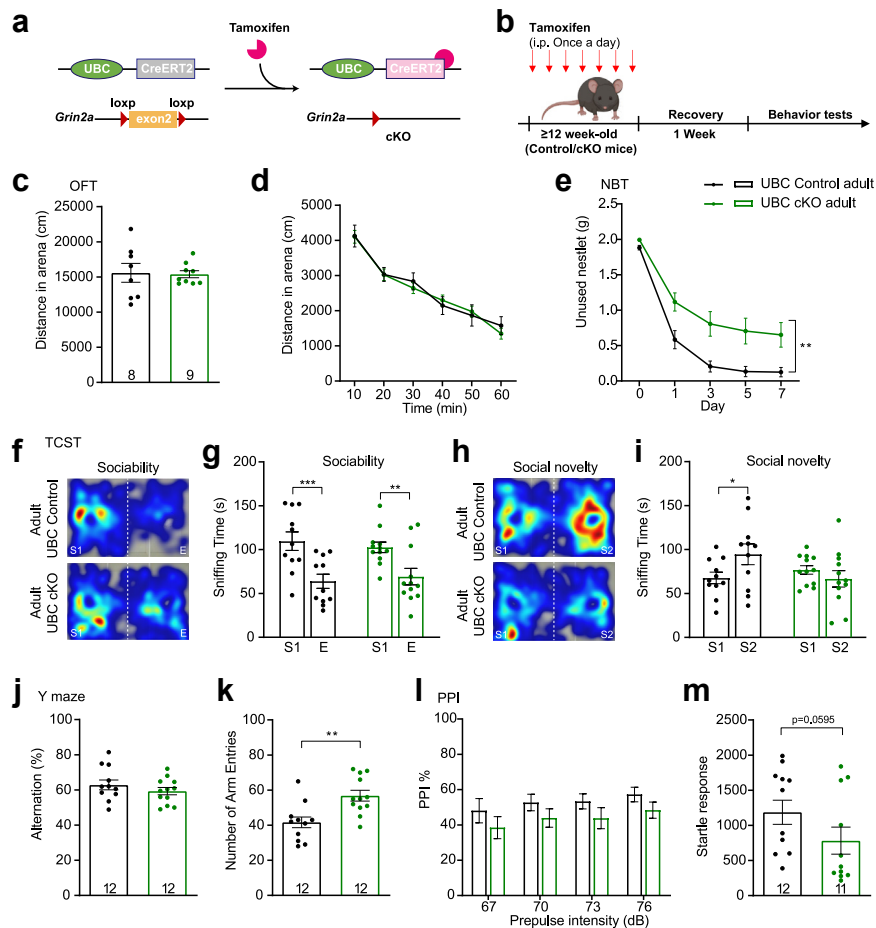 a
Tamoxifen
UBC
CreERT2
UBC
CreERT2
loxp
loxp
Grin2a
exon2
Grin2a
cKO
b
Tamoxifen
(i.p. Once a day)
≥12 week-old
(Control/cKO mice)
Recovery
1 Week
Behavior tests
c
OFT
Distance in arena (cm)
25000
20000
15000
10000
5000
0
8
9
d
Distance in arena (cm)
4000
3000
2000
1000
0
10
20
30
40
50
60
Time (min)
e
NBT
UBC Control adult
UBC cKO adult
Unused nestlet (g)
2.5
2.0
1.5
1.0
0.5
0.0
**
0
1
3
5
7
Day
f
TCST
Sociability
Adult
UBC Control
S1
E
Adult
UBC cKO
S1
E
g
Sociability
Sniffing Time (s)
200
150
100
50
0
***
**
S1
E
S1
E
h
Social novelty
Adult
UBC Control
S1
S2
Adult
UBC cKO
S1
S2
i
Social novelty
Sniffing Time (s)
200
150
100
50
0
*
S1
S2
S1
S2
j
Y maze
Alternation (%)
100
80
60
40
20
0
12
12
k
Number of Arm Entries
100
80
60
40
20
0
**
12
12
l
PPI
PPI %
100
80
60
40
20
0
67
70
73
76
Prepulse intensity (dB)
m
Startle response
2500
2000
1500
1000
500
0
p=0.0595
12
11